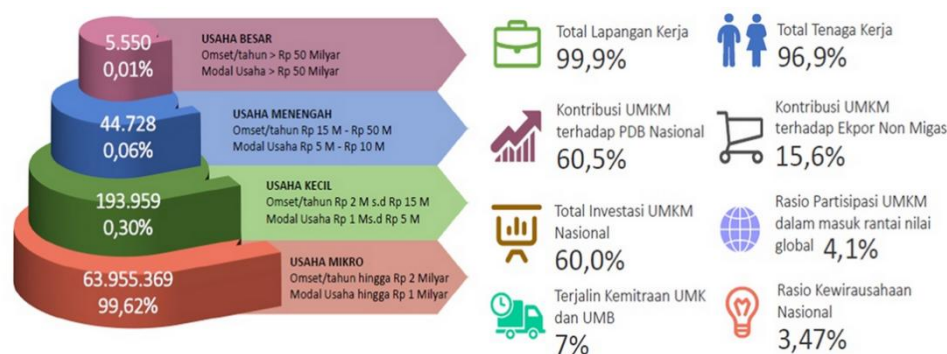 5.550
0,01%
USAHA BESAR
Omset/tahun > Rp 50 Milyar
Modal Usaha > Rp 50 Milyar
44.728
0,06%
USAHA MENENGAH
Omset/tahun Rp 15 M - Rp 50 M
Modal Usaha Rp 5 M - Rp 10 M
193.959
0,30%
USAHA KECIL
Omset/tahun Rp 2 M s.d Rp 15 M
Modal Usaha Rp 1 Ms.d Rp 5 M
63.955.369
99,62%
USAHA MIKRO
Omset/tahun hingga Rp 2 Milyar
Modal Usaha hingga Rp 1 Milyar
Total Lapangan Kerja
99,9%
Total Tenaga Kerja
96,9%
Kontribusi UMKM
terhadap PDB Nasional
60,5%
Kontribusi UMKM
terhadap Ekpor Non Migas
15,6%
Total Investasi UMKM
Nasional
60,0%
Rasio Partisipasi UMKM
dalam masuk rantai nilai
global 4,1%
Terjalin Kemitraan UMK
dan UMB
7%
Rasio Kewirausahaan
Nasional
3,47%